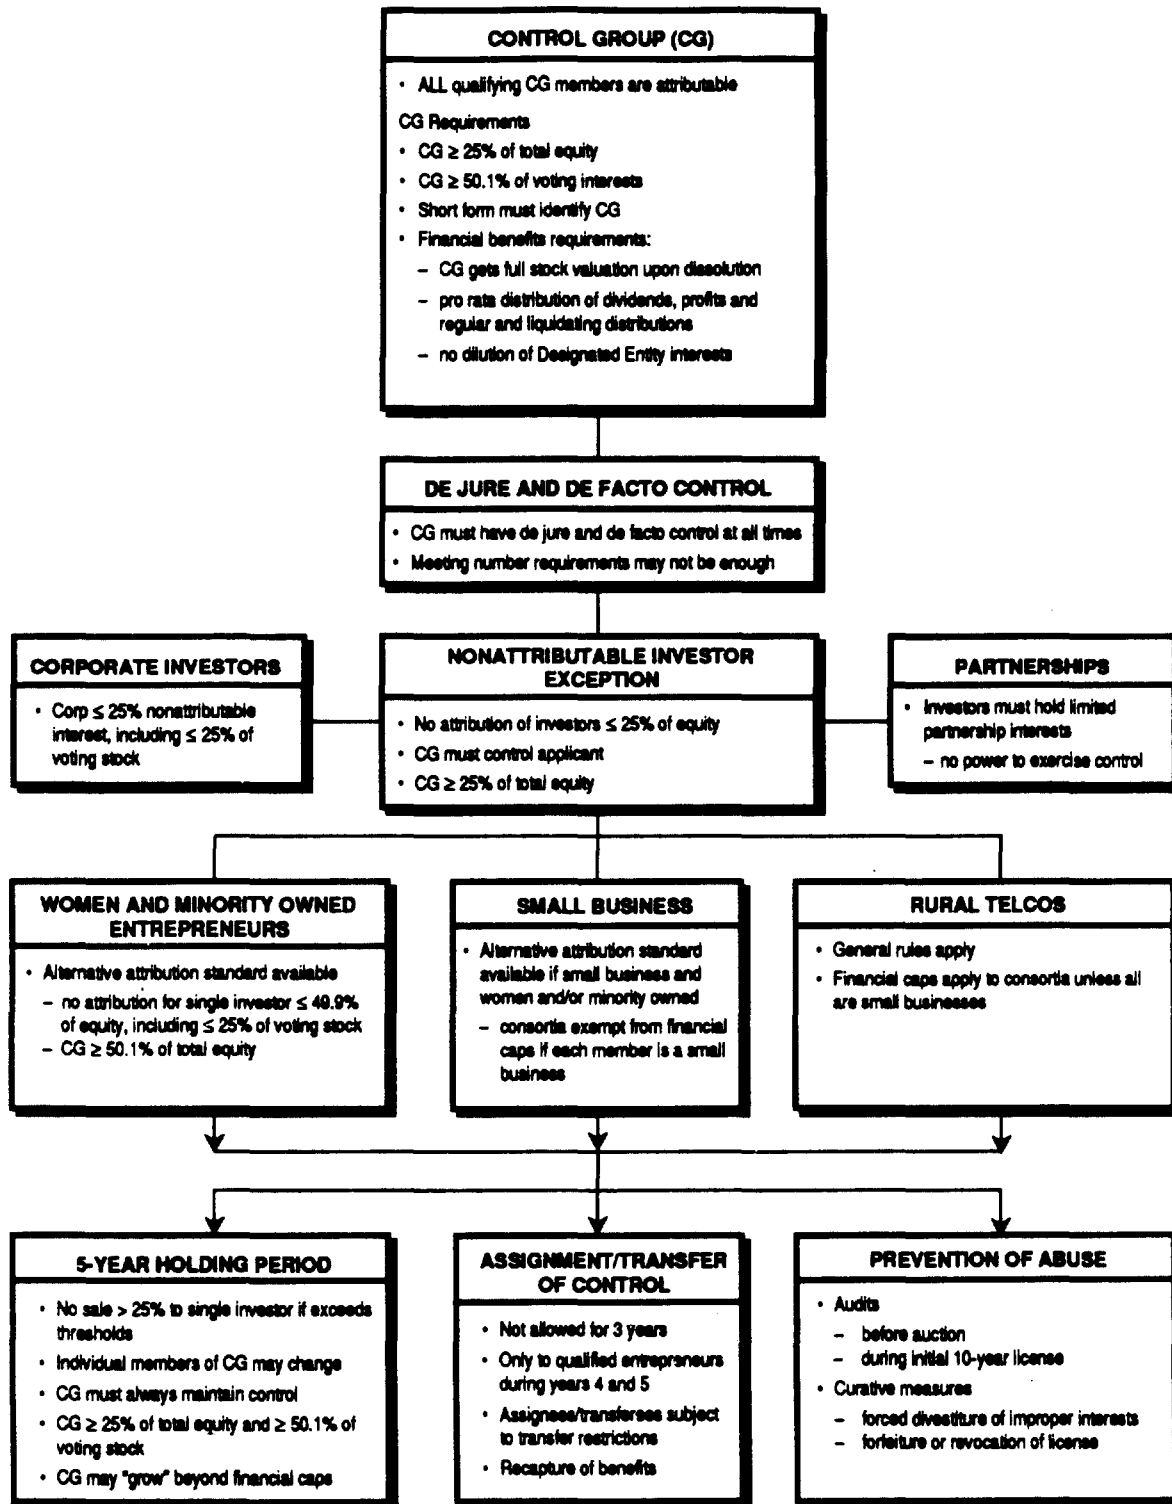 CONTROL GROUP (CG)
• ALL qualifying CG members are attributable
CG Requirements
• CG ≥ 25% of total equity
• CG ≥ 50.1% of voting interests
• Short form must identify CG
• Financial benefits requirements:
– CG gets full stock valuation upon dissolution
– pro rata distribution of dividends, profits and
regular and liquidating distributions
– no dilution of Designated Entity interests
DE JURE AND DE FACTO CONTROL
• CG must have de jure and de facto control at all times
• Meeting number requirements may not be enough
CORPORATE INVESTORS
• Corp ≤ 25% nonattributable
interest, including ≤ 25% of
voting stock
NONATTRIBUTABLE INVESTOR
EXCEPTION
• No attribution of investors ≤ 25% of equity
• CG must control applicant
• CG ≥ 25% of total equity
PARTNERSHIPS
• Investors must hold limited
partnership interests
– no power to exercise control
WOMEN AND MINORITY OWNED
ENTREPRENEURS
• Alternative attribution standard available
– no attribution for single investor ≤ 49.9%
of equity, including ≤ 25% of voting stock
– CG ≥ 50.1% of total equity
SMALL BUSINESS
• Alternative attribution standard
available if small business and
women and/or minority owned
– consortia exempt from financial
caps if each member is a small
business
RURAL TELCOS
• General rules apply
• Financial caps apply to consortia unless all
are small businesses
5-YEAR HOLDING PERIOD
• No sale > 25% to single investor if exceeds
thresholds
• Individual members of CG may change
• CG must always maintain control
• CG ≥ 25% of total equity and ≥ 50.1% of
voting stock
• CG may "grow" beyond financial caps
ASSIGNMENT/TRANSFER
OF CONTROL
• Not allowed for 3 years
• Only to qualified entrepreneurs
during years 4 and 5
• Assignees/transferees subject
to transfer restrictions
• Recapture of benefits
PREVENTION OF ABUSE
• Audits
– before auction
– during initial 10-year license
• Curative measures
– forced divestiture of improper interests
– forfeiture or revocation of license